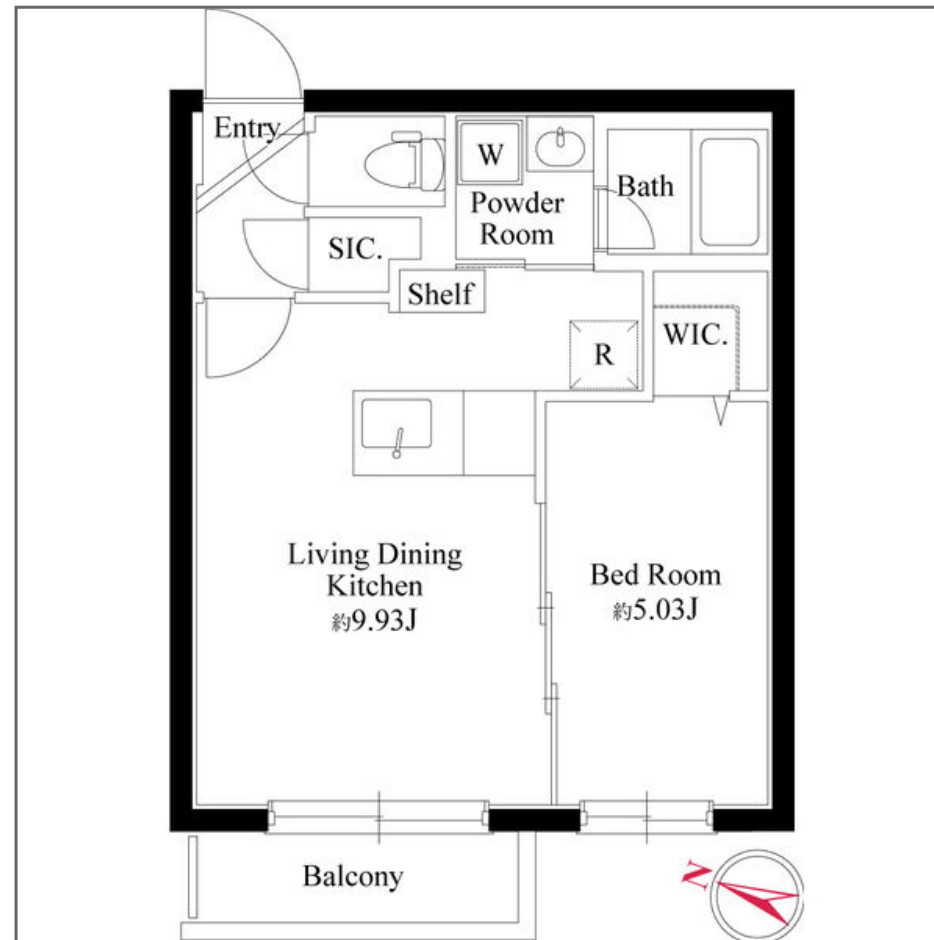 Entry
W
Powder
Room
Bath
SIC.
Shelf
R
WIC.
Living Dining
Kitchen
約9.93J
Bed Room
約5.03J
Balcony
N